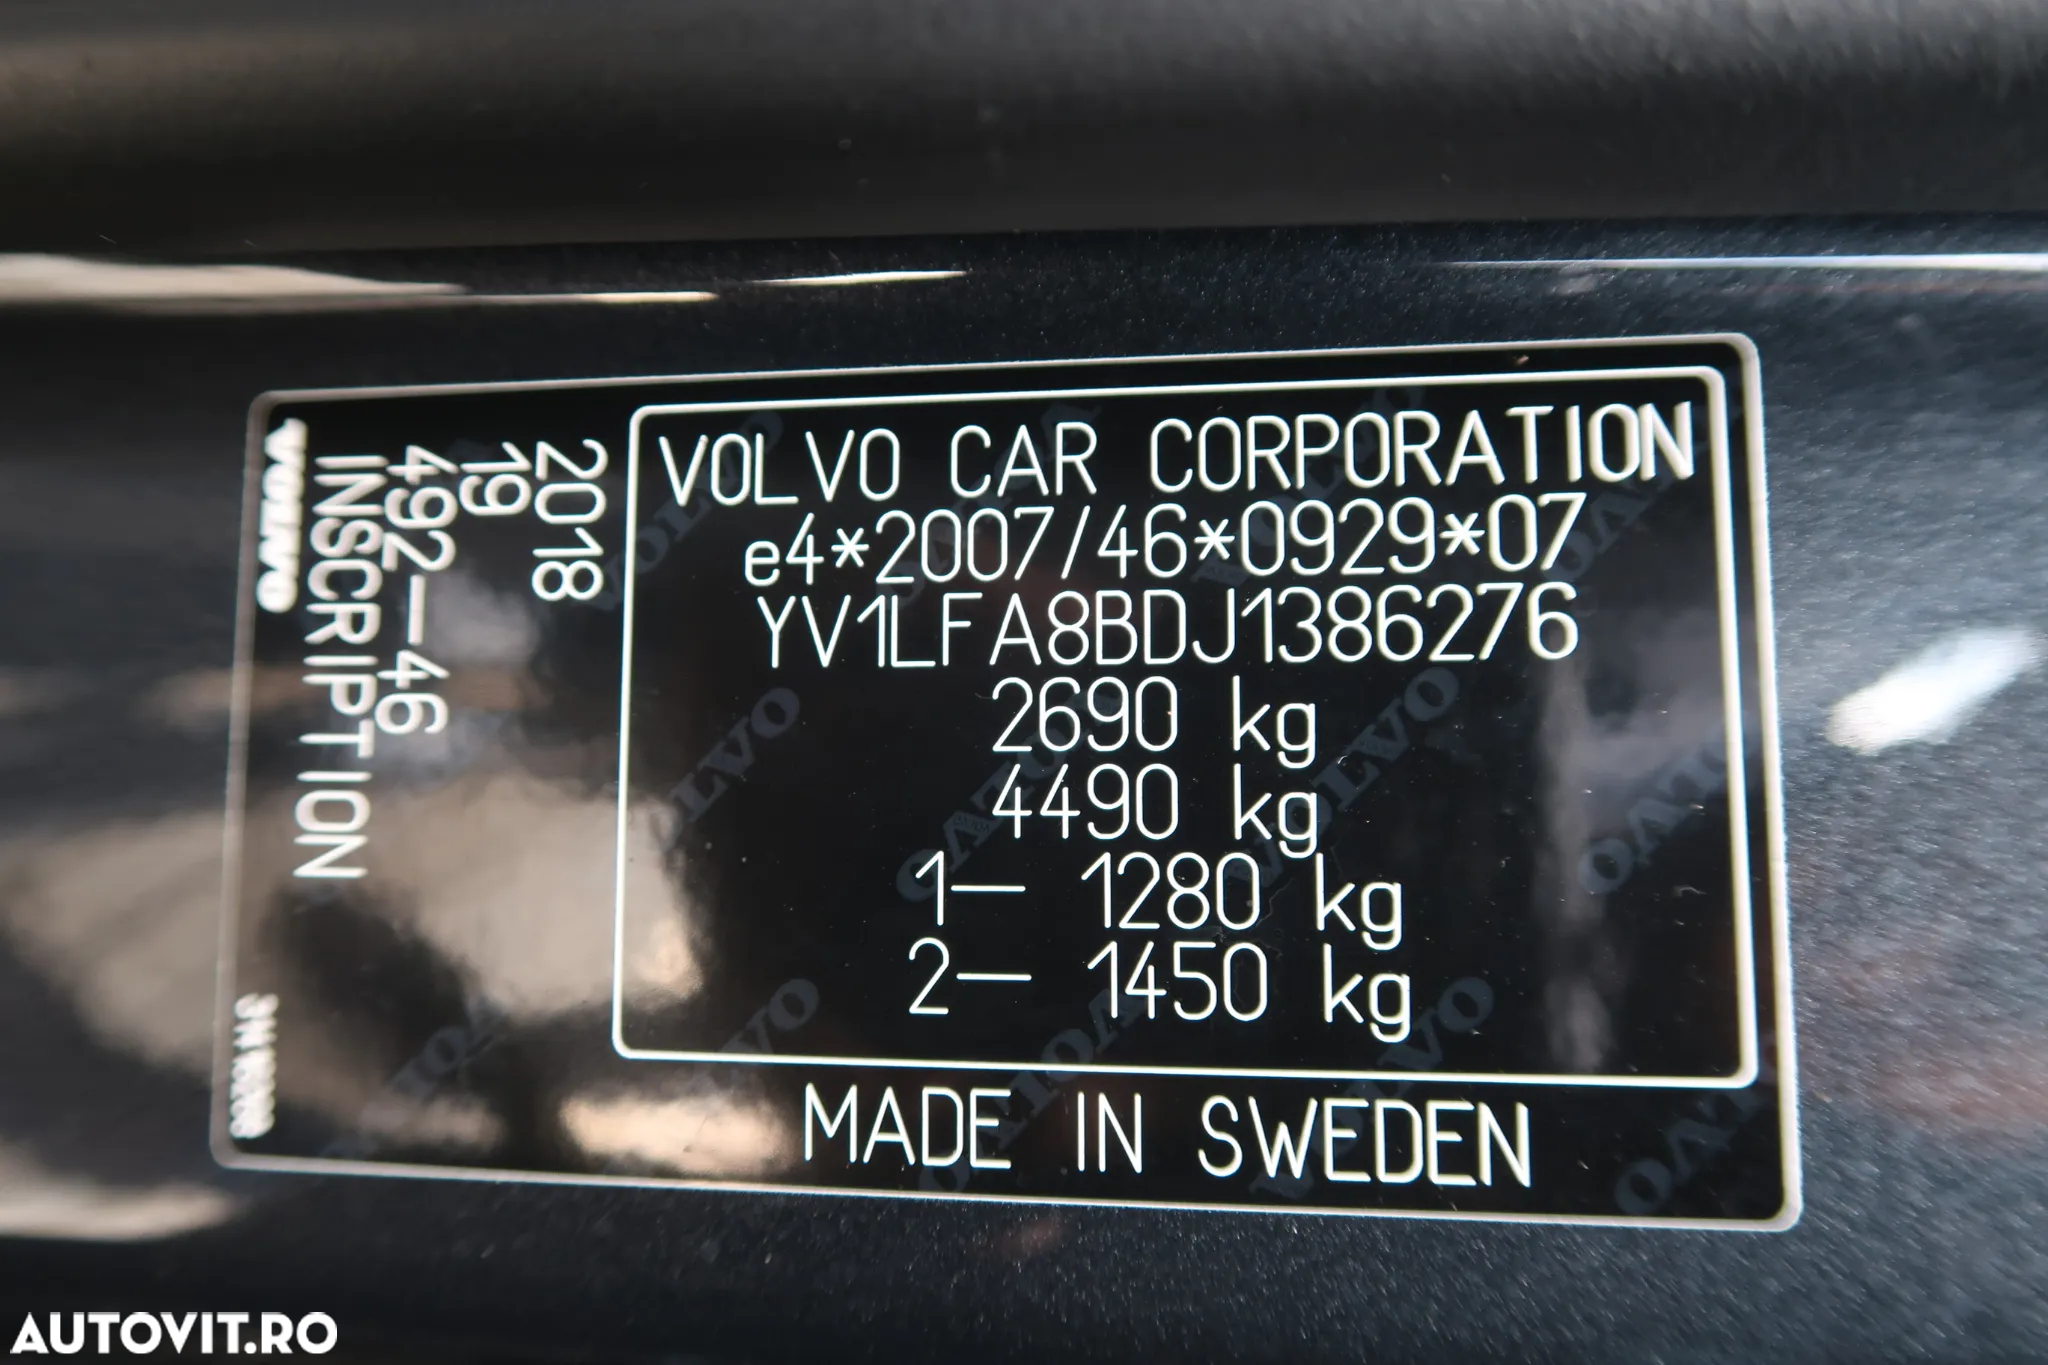 VOLVO CAR CORPORATION
e4*2007/46*0929*07
YV1LFA8BDJ1386276
2690 kg
4490 kg
1— 1280 kg
2— 1450 kg
MADE IN SWEDEN
2018
19
492-46
INSCRIPTION
VOLVO
AUTOVIT.RO